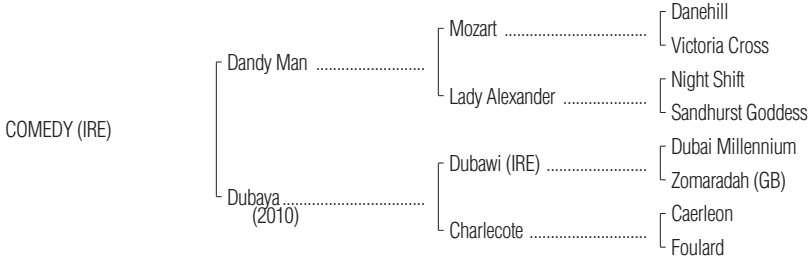 Danehill
Mozart ..................................
Victoria Cross
Dandy Man ..........................
Night Shift
Lady Alexander ....................
Sandhurst Goddess
COMEDY (IRE)
Dubai Millennium
Dubawi (IRE) ........................
Zomaradah (GB)
Dubaya ..................................
(2010)
Caerleon
Charlecote ............................
Foulard